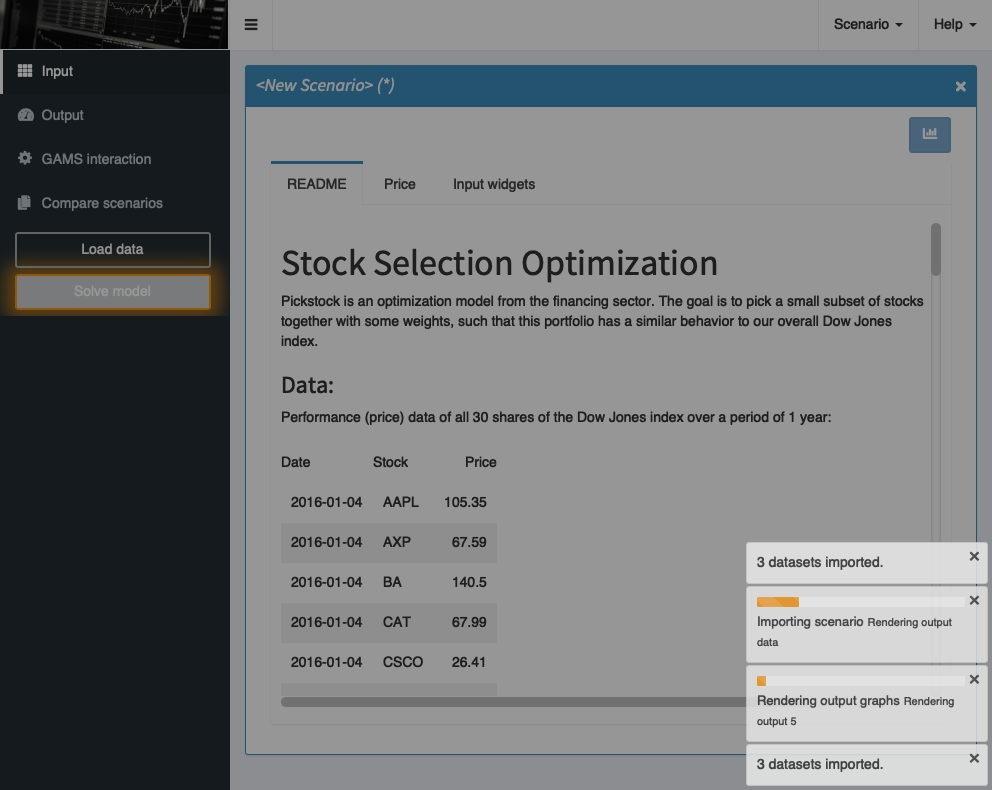 Scenario
Help
Input
Output
GAMS interaction
Compare scenarios
Load data
Solve model
<New Scenario> (*)
README Price Input widgets
Stock Selection Optimization
Pickstock is an optimization model from the financing sector. The goal is to pick a small subset of stocks
together with some weights, such that this portfolio has a similar behavior to our overall Dow Jones
index.
Data:
Performance (price) data of all 30 shares of the Dow Jones index over a period of 1 year:
Date Stock Price
2016-01-04 AAPL 105.35
2016-01-04 AXP 67.59
2016-01-04 BA 140.5
2016-01-04 CAT 67.99
2016-01-04 CSCO 26.41
3 datasets imported.
Importing scenario Rendering output
data
Rendering output graphs Rendering
output 5
3 datasets imported.